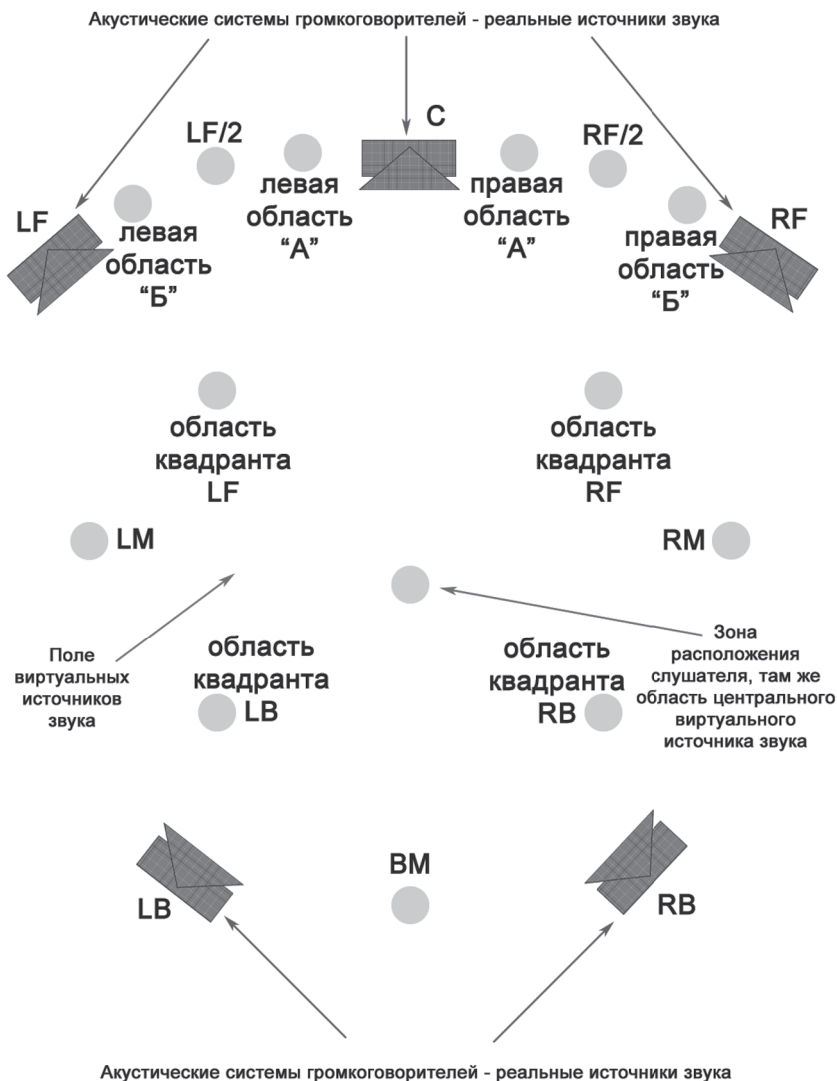 Акустические системы громкоговорителей - реальные источники звука
C
LF/2
RF/2
левая
область
“А”
правая
область
“А”
LF
левая
область
“Б”
правая
область
“Б”
RF
область
квадранта
LF
область
квадранта
RF
LM
RM
Поле
виртуальных
источников
звука
область
квадранта
LB
область
квадранта
RB
Зона
расположения
слушателя, там же
область центрального
виртуального
источника звука
LB
BM
RB
Акустические системы громкоговорителей - реальные источники звука